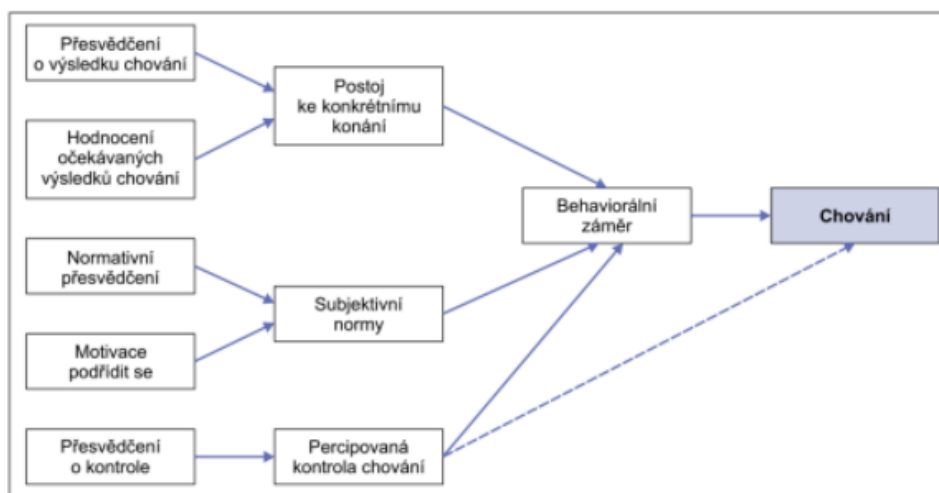 Přesvědčení
o výsledku chování
Hodnocení
očekávaných
výsledků chování
Postoj
ke konkrétnímu
konání
Normativní
přesvědčení
Motivace
podřídit se
Subjektivní
normy
Přesvědčení
o kontrole
Percipovaná
kontrola chování
Behaviorální
záměr
Chování